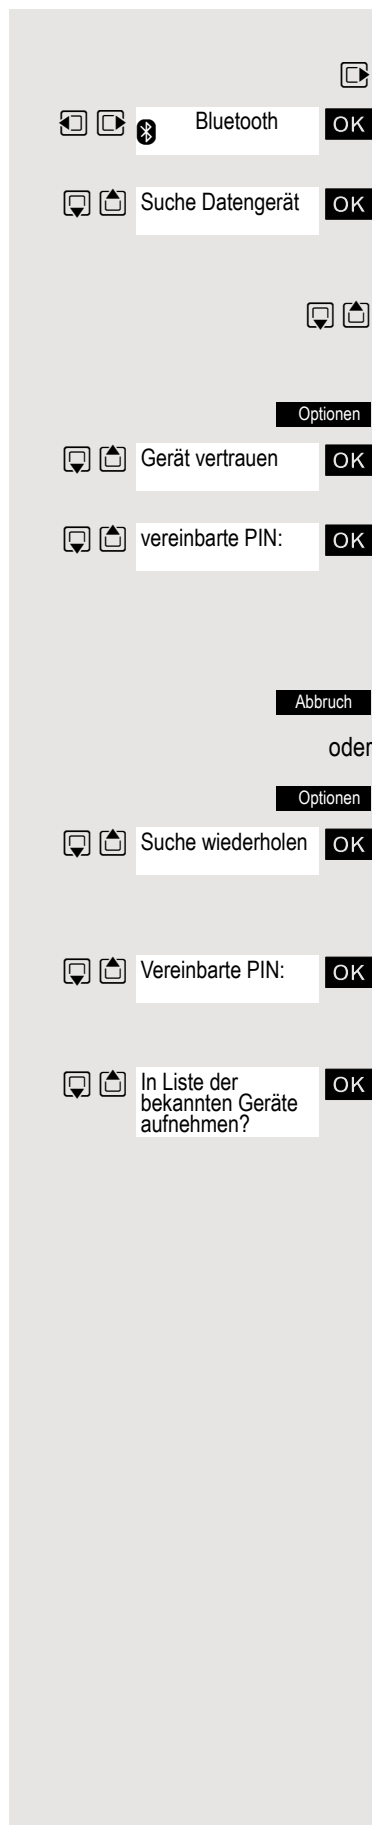 Bluetooth OK
Suche Datengerät OK
Optionen
Gerät vertrauen OK
vereinbarte PIN: OK
Abbruch
oder
Optionen
Suche wiederholen OK
Vereinbarte PIN: OK
In Liste der OK
bekannten Geräte
aufnehmen?